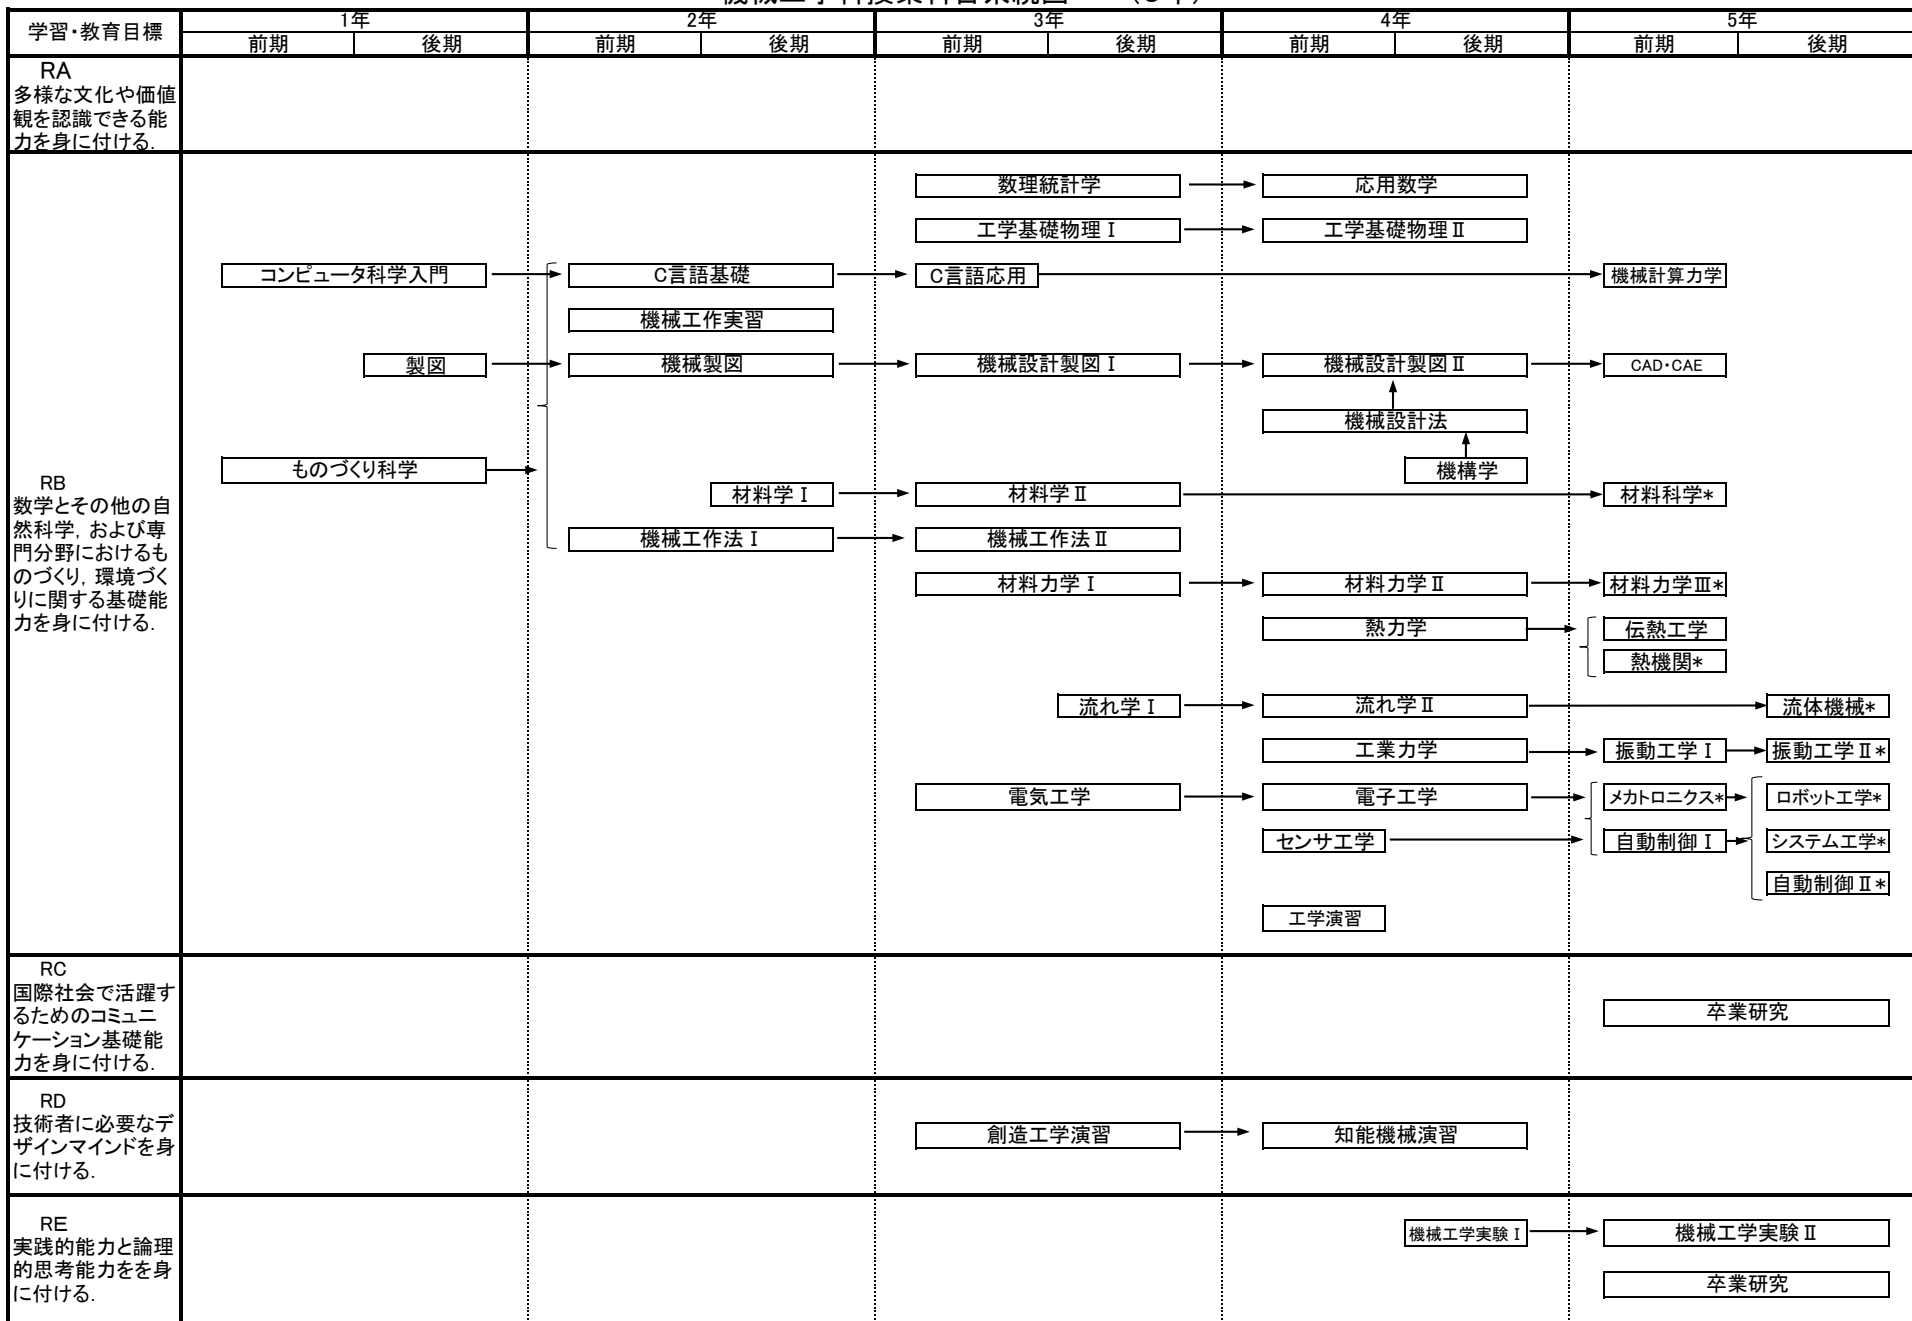 学習・教育目標
1年
2年
3年
4年
5年
前期
後期
前期
後期
前期
後期
前期
後期
前期
後期
RA
多様な文化や価値
観を認識できる能
力を身に付ける.
数理統計学
応用数学
工学基礎物理Ⅰ
工学基礎物理Ⅱ
コンピュータ科学入門
C言語基礎
C言語応用
機械計算力学
機械工作実習
製図
機械製図
機械設計製図Ⅰ
機械設計製図Ⅱ
CAD・CAE
機械設計法
ものづくり科学
機構学
材料学Ⅰ
材料学Ⅱ
材料科学*
機械工作法Ⅰ
機械工作法Ⅱ
RB
数学とその他の自
然科学, および専
門分野におけるも
のづくり, 環境づく
りに関する基礎能
力を身に付ける.
材料力学Ⅰ
材料力学Ⅱ
材料力学Ⅲ*
熱力学
伝熱工学
熱機関*
流れ学Ⅰ
流れ学Ⅱ
流体機械*
工業力学
振動工学Ⅰ
振動工学Ⅱ*
電気工学
電子工学
メカトロニクス*
ロボット工学*
センサ工学
自動制御Ⅰ
システム工学*
自動制御Ⅱ*
工学演習
RC
国際社会で活躍す
るためのコミュニ
ケーション基礎能
力を身に付ける.
卒業研究
RD
技術者に必要なデ
ザインマインドを身
に付ける.
創造工学演習
知能機械演習
RE
実践的能力と論理
的思考能力をを身
に付ける.
機械工学実験Ⅰ
機械工学実験Ⅱ
卒業研究